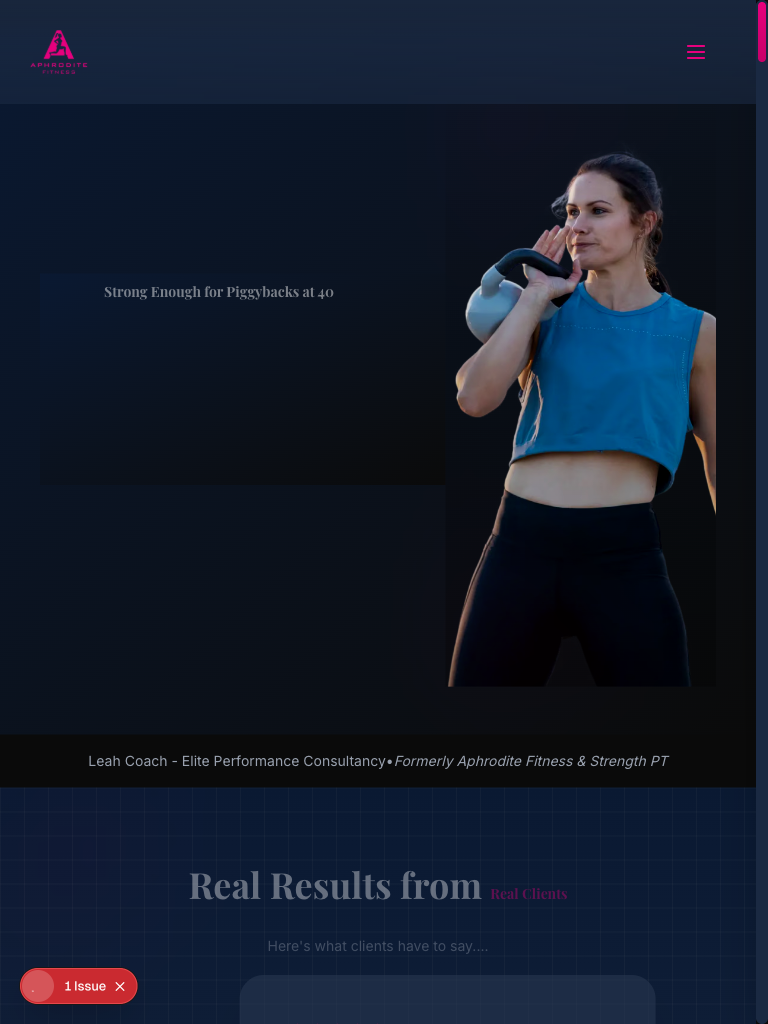 APHRODITE
FITNESS
Strong Enough for Piggybacks at 40
Leah Coach - Elite Performance Consultancy•Formerly Aphrodite Fitness & Strength PT
Real Results from Real Clients
Here's what clients have to say....
1 Issue